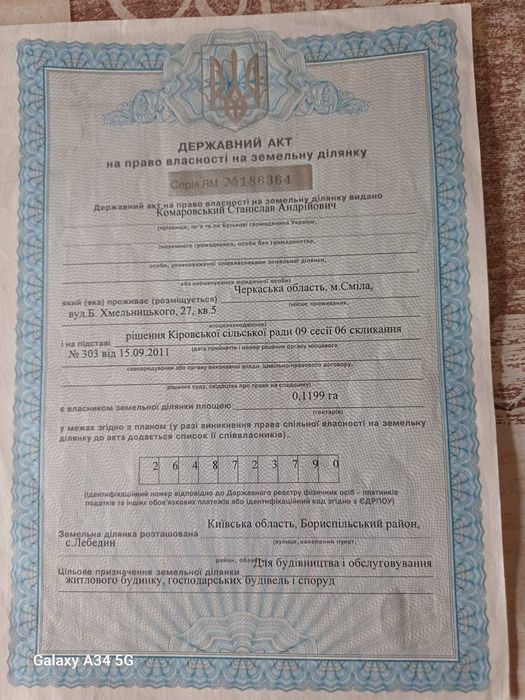 ДЕРЖАВНИЙ АКТ
на право власності на земельну ділянку
Серія ЯМ №186364
Державний акт на право власності на земельну ділянку видано
Комаровський Станіслав Андрійович
(прізвище, ім'я та по батькові громадянина України,
іноземного громадянина, особи без громадянства,
особи, уповноваженої співвласниками земельної ділянки,
або найменування юридичної особи)
Черкаська область, м.Сміла,
який (яка) проживає (розміщується)
(місце проживання,
вул.Б. Хмельницького, 27, кв.5
місцезнаходження)
рішення Кіровської сільської ради 09 сесії 06 скликання
і на підставі
(дата прийняття і номер рішення органу місцевого
№ 303 від 15.09.2011
самоврядування або органу виконавчої влади, цивільно-правового договору,
рішення суду, свідоцтво про право на спадщину)
0,1199 га
є власником земельної ділянки площею
(гектарів)
у межах згідно з планом (у разі виникнення права спільної власності на земельну
ділянку до акта додається список її співвласників).
2 6 4 8 7 2 3 7 9 0
(ідентифікаційний номер відповідно до Державного реєстру фізичних осіб – платників
податків та інших обов'язкових платежів або ідентифікаційний код згідно з ЄДРПОУ)
Київська область, Бориспільський район,
Земельна ділянка розташована
(вулиця, населений пункт,
с.Лебедин
район, область)
Для будівництва і обслуговування
Цільове призначення земельної ділянки
житлового будинку, господарських будівель і споруд
Galaxy A34 5G